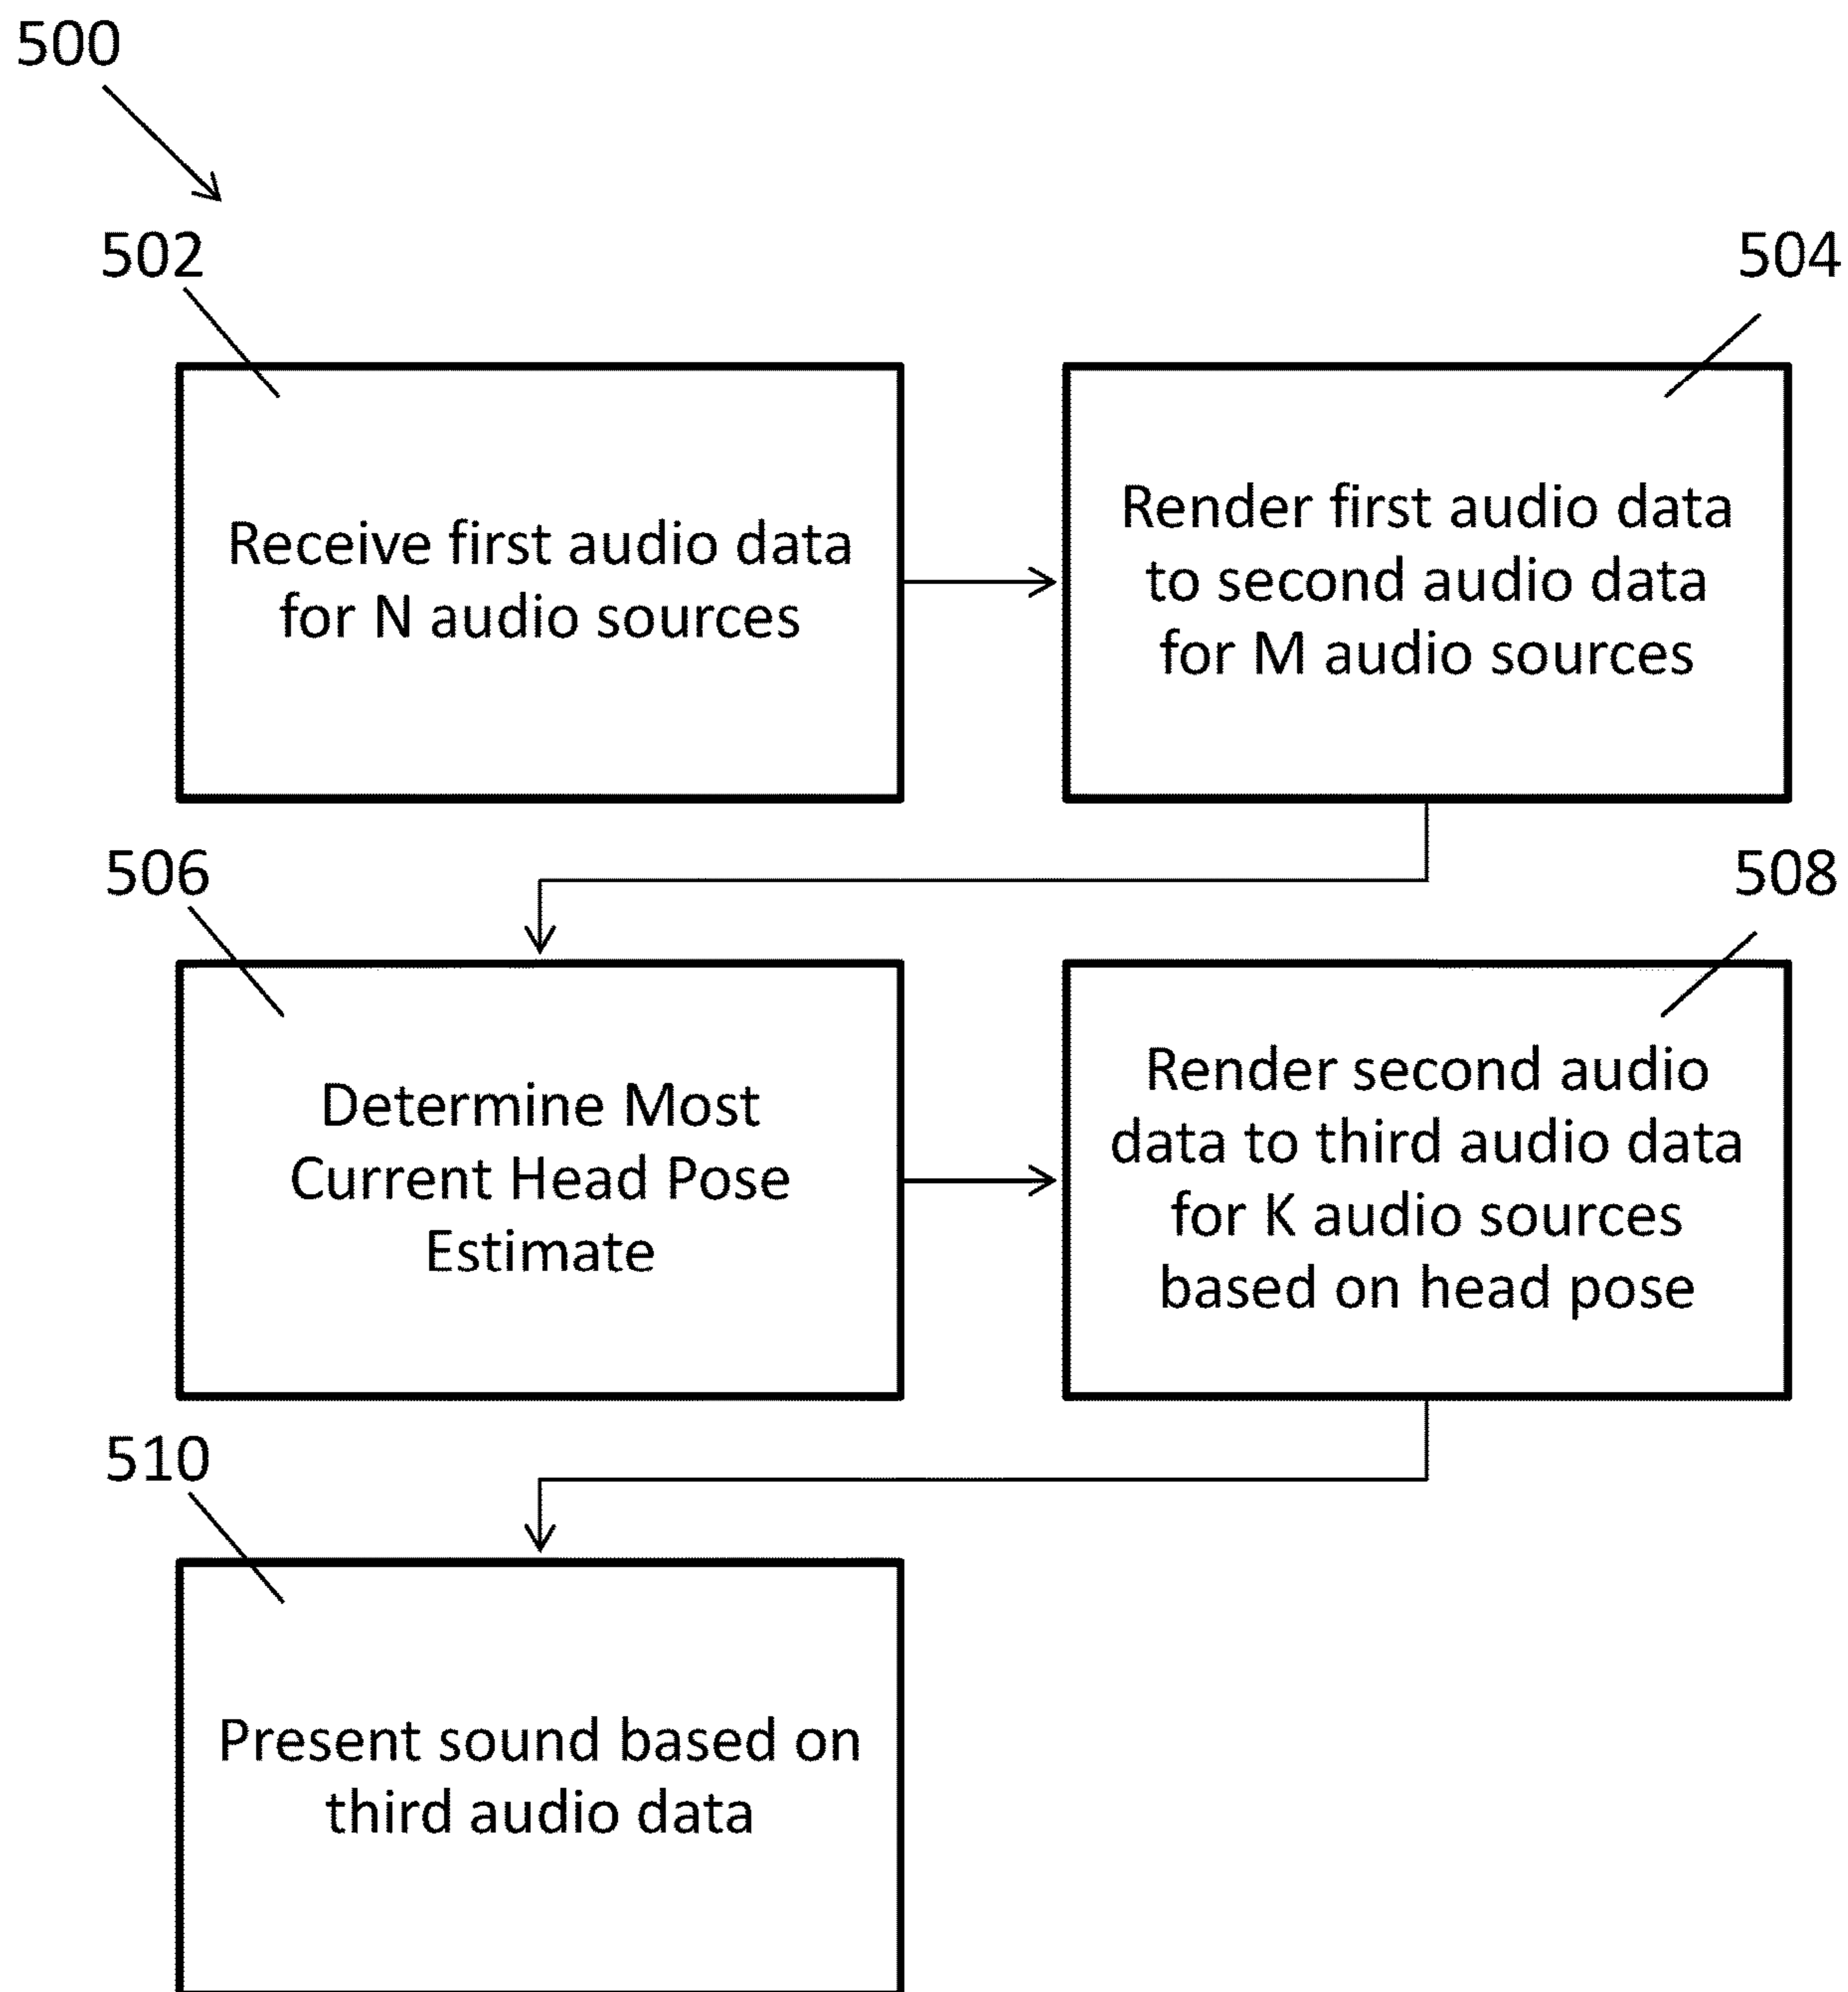 500
502
504
Receive first audio data
for N audio sources
Render first audio data
to second audio data
for M audio sources
506
508
Determine Most
Current Head Pose
Estimate
Render second audio
data to third audio data
for K audio sources
based on head pose
510
Present sound based on
third audio data